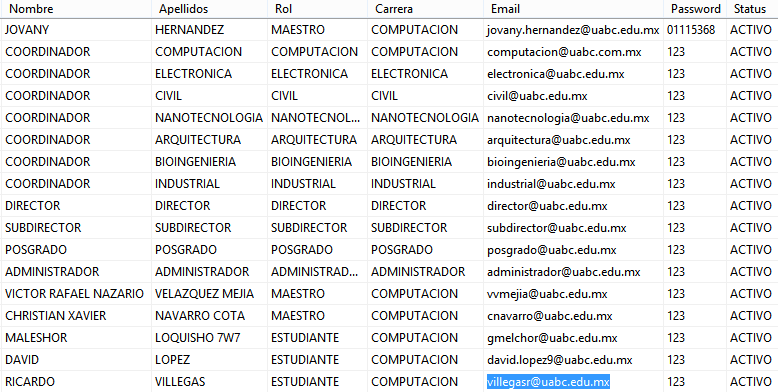 Nombre Apellidos Rol Carrera Email Password Status
JOVANY HERNANDEZ MAESTRO COMPUTACION jovany.hernandez@uabc.edu.mx 01115368 ACTIVO
COORDINADOR COMPUTACION COMPUTACION COMPUTACION computacion@uabc.com.mx 123 ACTIVO
COORDINADOR ELECTRONICA ELECTRONICA ELECTRONICA electronica@uabc.edu.mx 123 ACTIVO
COORDINADOR CIVIL CIVIL CIVIL civil@uabc.edu.mx 123 ACTIVO
COORDINADOR NANOTECNOLOGIA NANOTECNOL... NANOTECNOLOGIA nanotecnologia@uabc.edu.mx 123 ACTIVO
COORDINADOR ARQUITECTURA ARQUITECTURA ARQUITECTURA arquitectura@uabc.edu.mx 123 ACTIVO
COORDINADOR BIOINGENIERIA BIOINGENIERIA BIOINGENIERIA bioingenieria@uabc.edu.mx 123 ACTIVO
COORDINADOR INDUSTRIAL INDUSTRIAL INDUSTRIAL industrial@uabc.edu.mx 123 ACTIVO
DIRECTOR DIRECTOR DIRECTOR DIRECTOR director@uabc.edu.mx 123 ACTIVO
SUBDIRECTOR SUBDIRECTOR SUBDIRECTOR SUBDIRECTOR subdirector@uabc.edu.mx 123 ACTIVO
POSGRADO POSGRADO POSGRADO POSGRADO posgrado@uabc.edu.mx 123 ACTIVO
ADMINISTRADOR ADMINISTRADOR ADMINISTRAD... ADMINISTRADOR administrador@uabc.edu.mx 123 ACTIVO
VICTOR RAFAEL NAZARIO VELAZQUEZ MEJIA MAESTRO COMPUTACION vvmejia@uabc.edu.mx 123 ACTIVO
CHRISTIAN XAVIER NAVARRO COTA MAESTRO COMPUTACION cnavarro@uabc.edu.mx 123 ACTIVO
MALESHOR LOQUISHO 7W7 ESTUDIANTE COMPUTACION gmelchor@uabc.edu.mx 123 ACTIVO
DAVID LOPEZ ESTUDIANTE COMPUTACION david.lopez9@uabc.edu.mx 123 ACTIVO
RICARDO VILLEGAS ESTUDIANTE COMPUTACION villegasr@uabc.edu.mx 123 ACTIVO